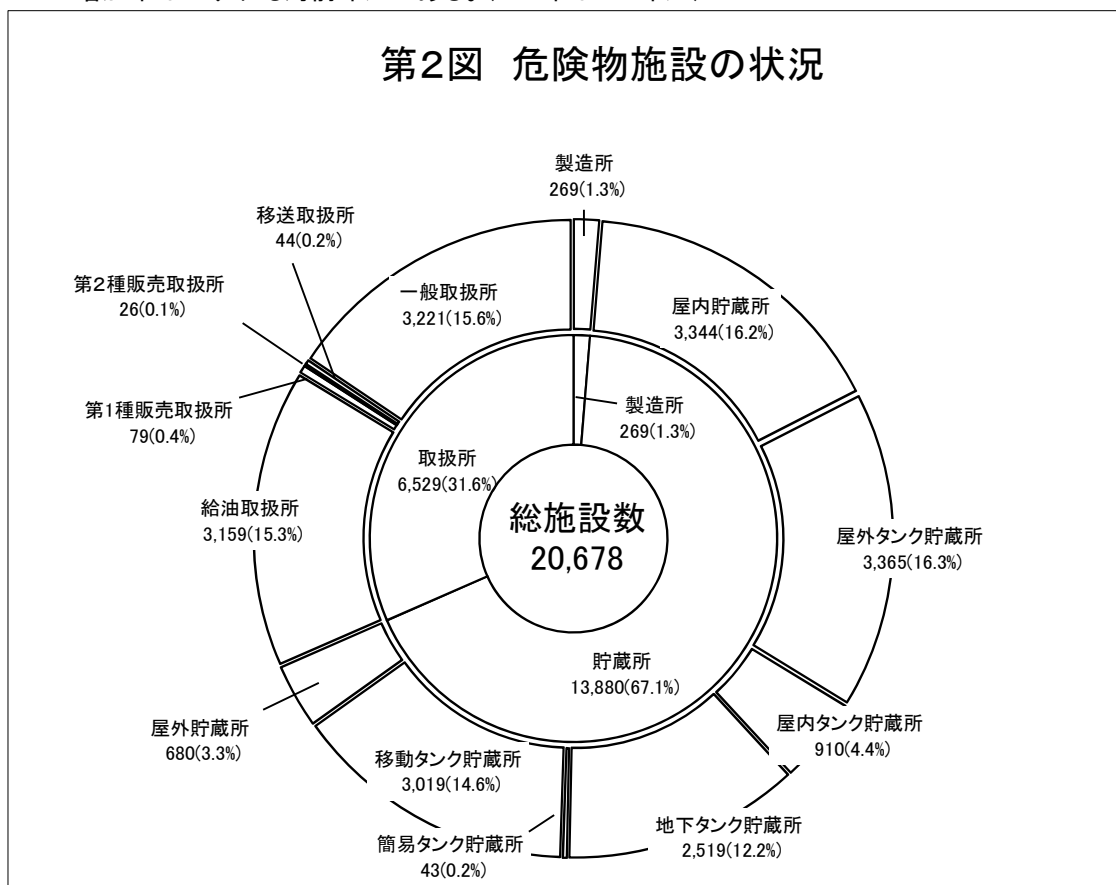 第2図 危険物施設の状況
製造所
269(1.3%)
移送取扱所
44(0.2%)
第2種販売取扱所
26(0.1%)
一般取扱所
3,221(15.6%)
屋内貯蔵所
3,344(16.2%)
第1種販売取扱所
79(0.4%)
製造所
269(1.3%)
取扱所
6,529(31.6%)
給油取扱所
3,159(15.3%)
総施設数
20,678
屋外タンク貯蔵所
3,365(16.3%)
貯蔵所
13,880(67.1%)
屋外貯蔵所
680(3.3%)
屋内タンク貯蔵所
910(4.4%)
移動タンク貯蔵所
3,019(14.6%)
簡易タンク貯蔵所
43(0.2%)
地下タンク貯蔵所
2,519(12.2%)